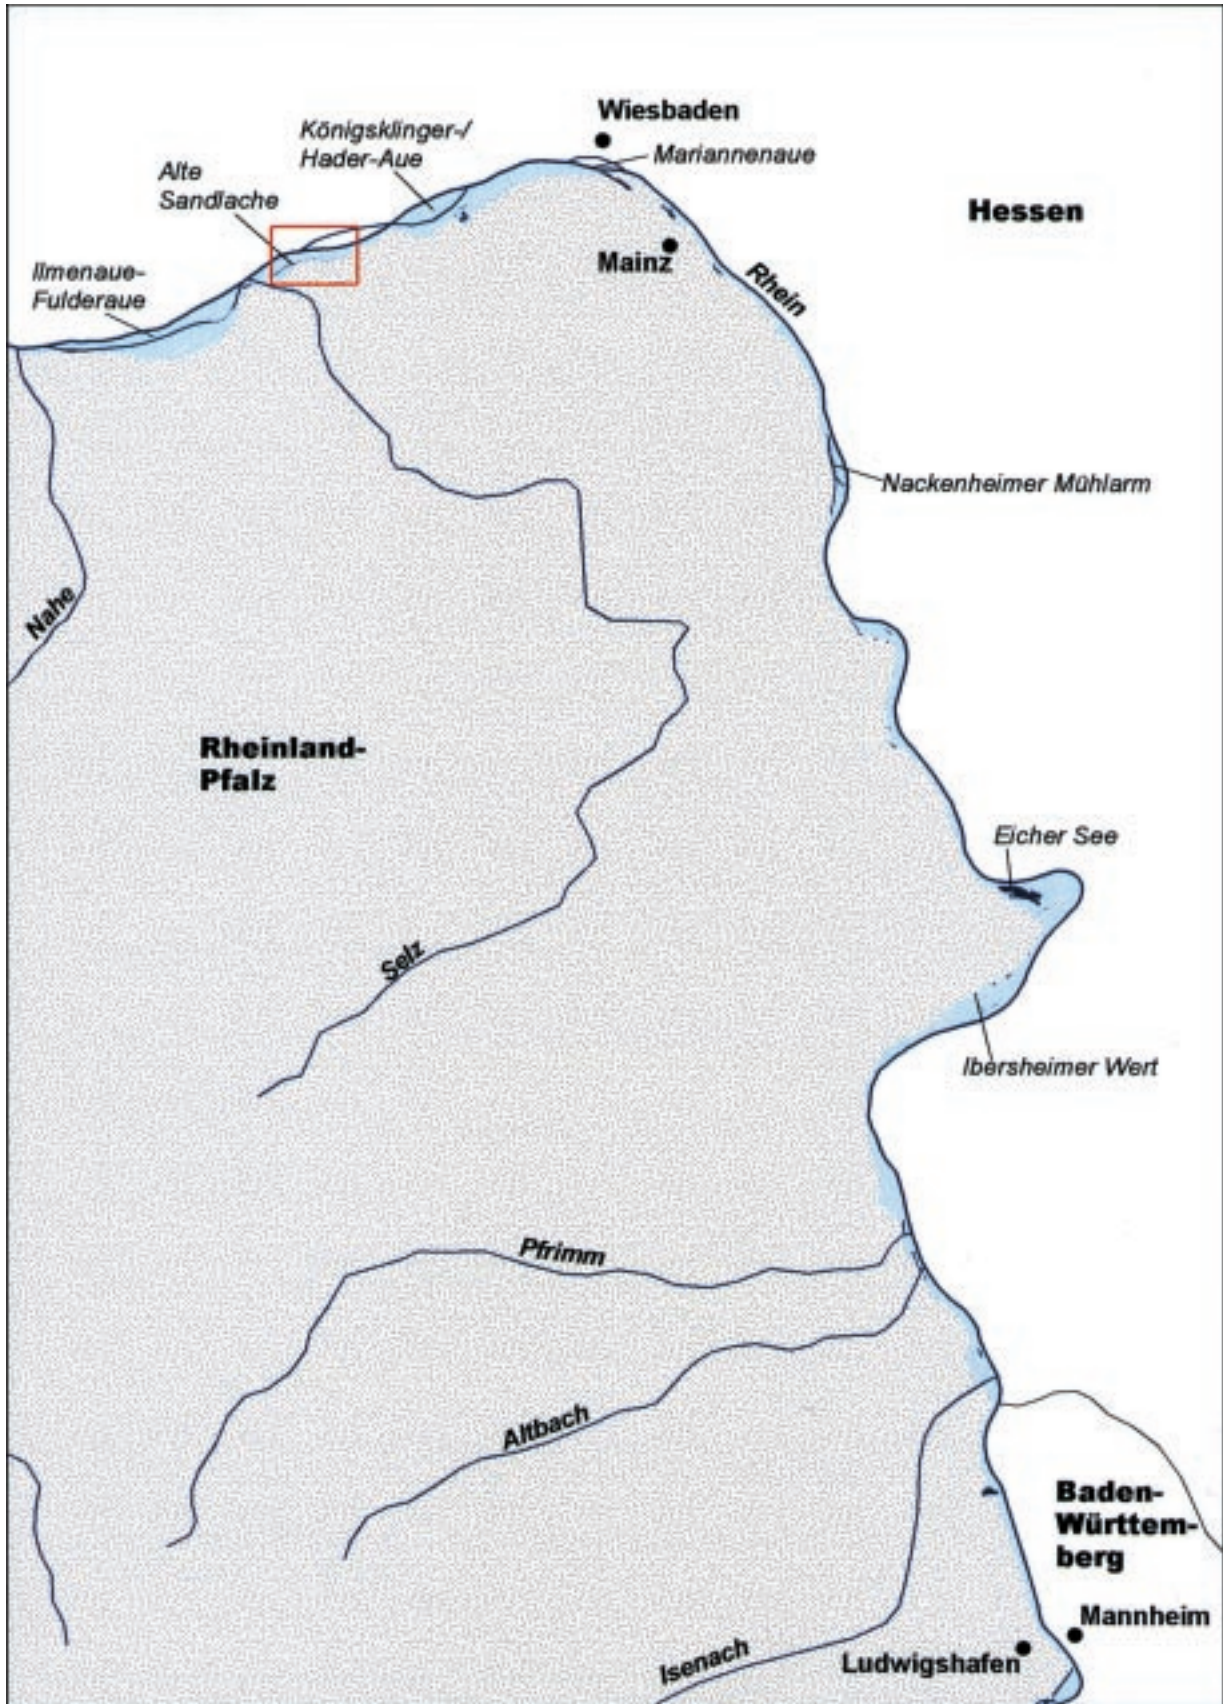 Wiesbaden
Königsklinger-/
Hader-Aue
Mariannenaue
Alte
Sandlache
Hessen
Mainz
Rhein
Ilmenaue-
Fulderaue
Nackenheimer Mühlarm
Nahe
Rheinland-
Pfalz
Eicher See
Selz
Ibersheimer Wert
Pfrimm
Altbach
Baden-
Württem-
berg
Mannheim
Isenach
Ludwigshafen